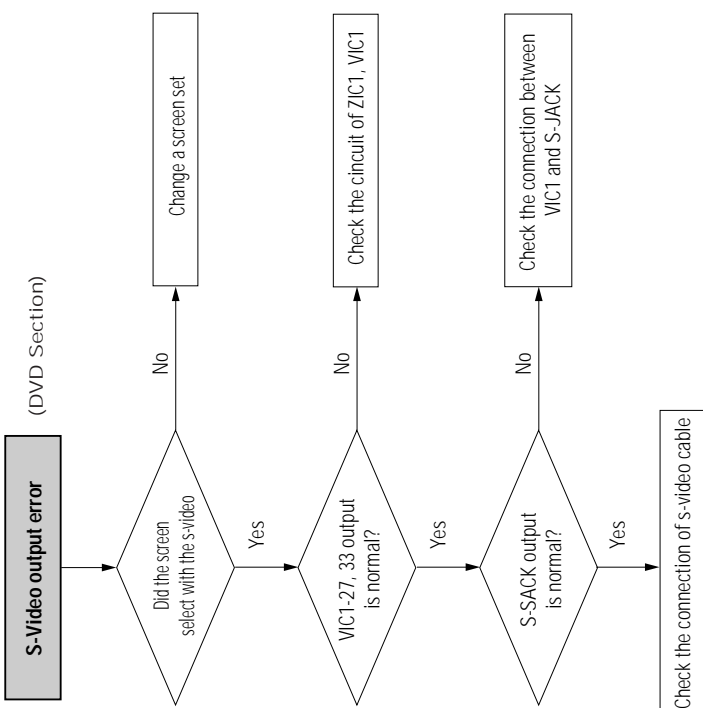 S-Video output error
(DVD Section)
Did the screen
select with the s-video
No
Change a screen set
Yes
VIC1-27, 33 output
is normal?
No
Check the cincuit of ZIC1, VIC1
Yes
S-SACK output
is normal?
No
Check the connection between
VIC1 and S-JACK
Yes
Check the connection of s-video cable